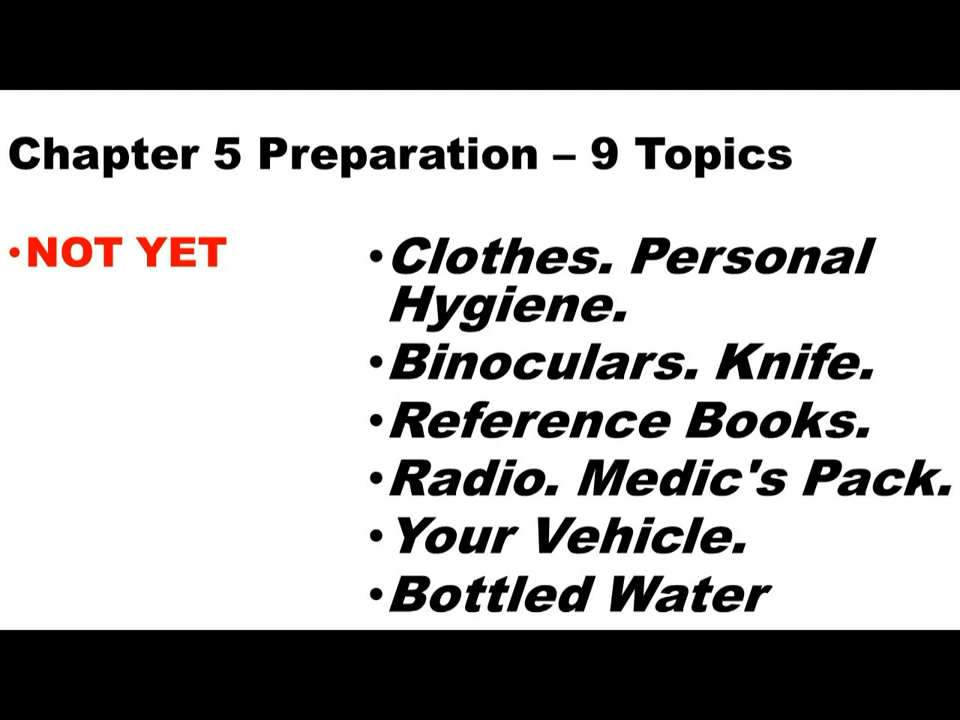 Chapter 5 Preparation – 9 Topics
• NOT YET
• Clothes. Personal
Hygiene.
• Binoculars. Knife.
• Reference Books.
• Radio. Medic's Pack.
• Your Vehicle.
• Bottled Water